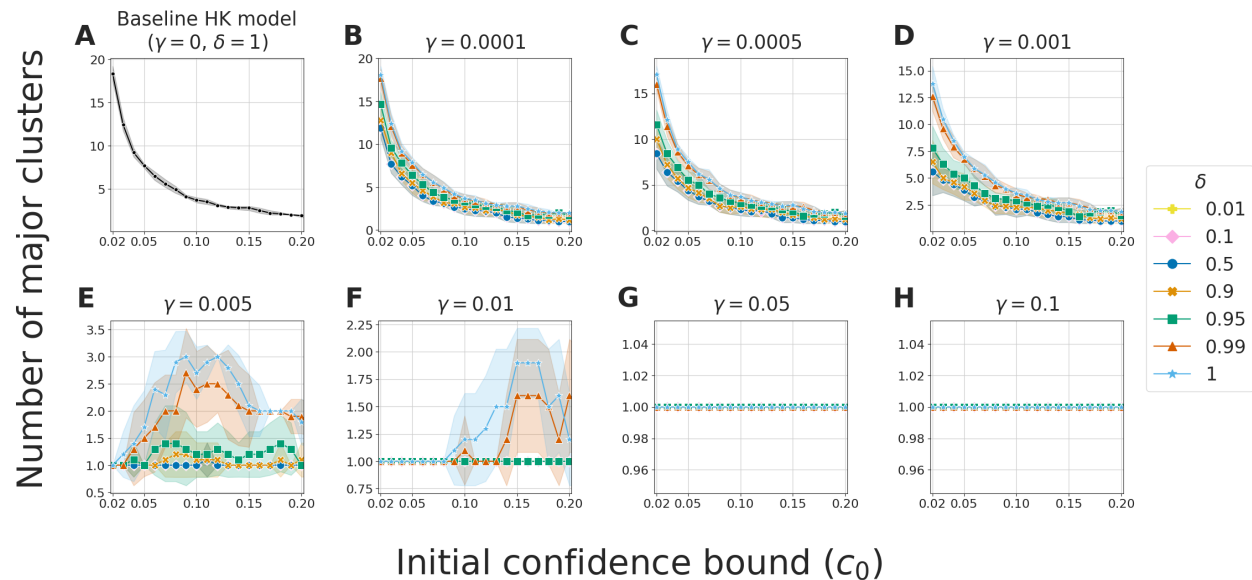 Number of major clusters
A
Baseline HK model
(γ = 0, δ = 1)
20
15
10
5
0.02 0.05 0.10 0.15 0.20
B
γ = 0.0001
20
15
10
5
0
0.02 0.05 0.10 0.15 0.20
C
γ = 0.0005
15
10
5
0
0.02 0.05 0.10 0.15 0.20
D
γ = 0.001
15.0
12.5
10.0
7.5
5.0
2.5
0.02 0.05 0.10 0.15 0.20
E
γ = 0.005
3.5
3.0
2.5
2.0
1.5
1.0
0.5
0.02 0.05 0.10 0.15 0.20
F
γ = 0.01
2.25
2.00
1.75
1.50
1.25
1.00
0.75
0.02 0.05 0.10 0.15 0.20
G
γ = 0.05
1.04
1.02
1.00
0.98
0.96
0.02 0.05 0.10 0.15 0.20
H
γ = 0.1
1.04
1.02
1.00
0.98
0.96
0.02 0.05 0.10 0.15 0.20
δ
0.01
0.1
0.5
0.9
0.95
0.99
1
Initial confidence bound (c₀)